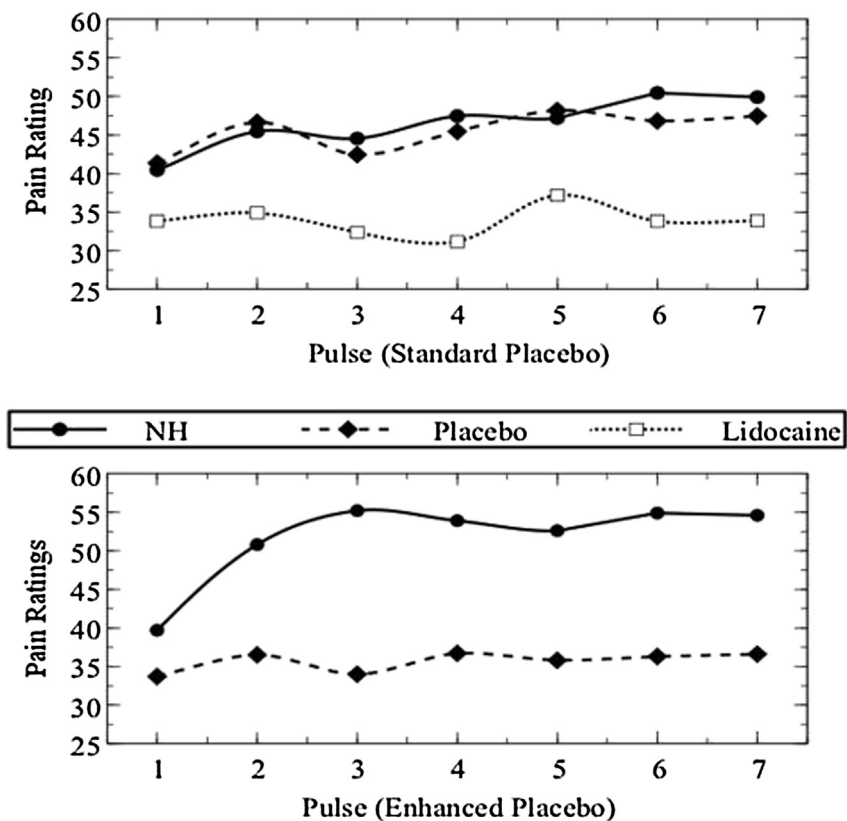 60
55
50
45
40
35
30
25
Pain Rating
1 2 3 4 5 6 7
Pulse (Standard Placebo)
NH Placebo Lidocaine
60
55
50
45
40
35
30
25
Pain Ratings
1 2 3 4 5 6 7
Pulse (Enhanced Placebo)